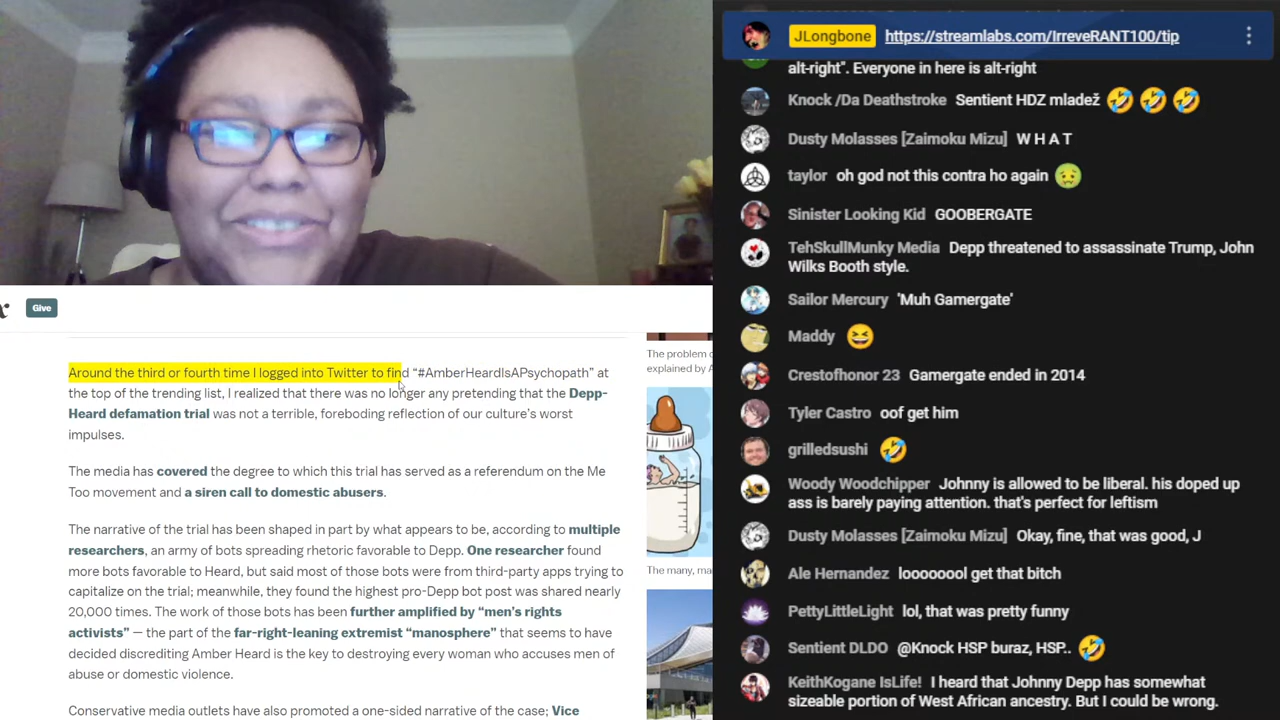 Give
Around the third or fourth time I logged into Twitter to find “#AmberHeardIsAPsychopath” at
the top of the trending list, I realized that there was no longer any pretending that the Depp-
Heard defamation trial was not a terrible, foreboding reflection of our culture’s worst
impulses.
The media has covered the degree to which this trial has served as a referendum on the Me
Too movement and a siren call to domestic abusers.
The narrative of the trial has been shaped in part by what appears to be, according to multiple
researchers, an army of bots spreading rhetoric favorable to Depp. One researcher found
more bots favorable to Heard, but said most of those bots were from third-party apps trying to
capitalize on the trial; meanwhile, they found the highest pro-Depp bot post was shared nearly
20,000 times. The work of those bots has been further amplified by “men’s rights
activists” — the part of the far-right-leaning extremist “manosphere” that seems to have
decided discrediting Amber Heard is the key to destroying every woman who accuses men of
abuse or domestic violence.
Conservative media outlets have also promoted a one-sided narrative of the case; Vice
The problem
explained by A
The many, ma
JLongbone https://streamlabs.com/IrreveRANT100/tip
alt-right". Everyone in here is alt-right
Knock /Da Deathstroke Sentient HDZ mladež 🤣🤣🤣
Dusty Molasses [Zaimoku Mizu] W H A T
taylor oh god not this contra ho again 🤢
Sinister Looking Kid GOOBERGATE
TehSkullMunky Media Depp threatened to assassinate Trump, John
Wilks Booth style.
Sailor Mercury 'Muh Gamergate'
Maddy 😆
Crestofhonor 23 Gamergate ended in 2014
Tyler Castro oof get him
grilledsushi 🤣
Woody Woodchipper Johnny is allowed to be liberal. his doped up
ass is barely paying attention. that's perfect for leftism
Dusty Molasses [Zaimoku Mizu] Okay, fine, that was good, J
Ale Hernandez loooooool get that bitch
PettyLittleLight lol, that was pretty funny
Sentient DLDO @Knock HSP buraz, HSP.. 🤣
KeithKogane IsLife! I heard that Johnny Depp has somewhat
sizeable portion of West African ancestry. But I could be wrong.